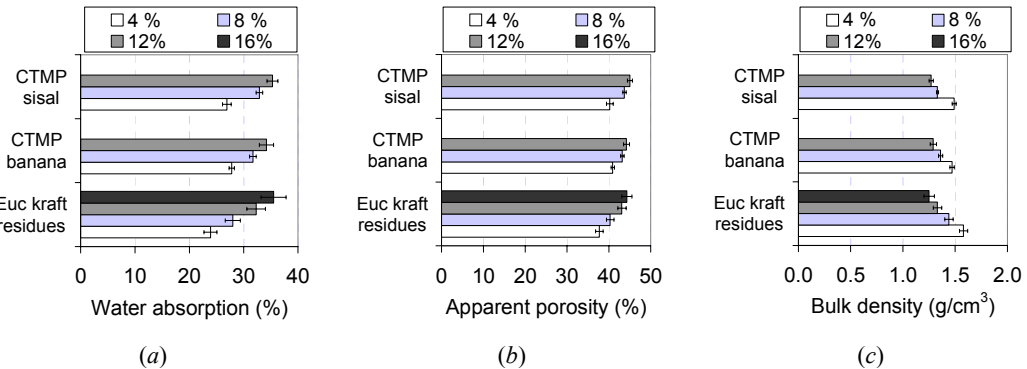 4 %
8 %
12%
16%
CTMP
sisal
CTMP
banana
Euc kraft
residues
0 10 20 30 40
Water absorption (%)
(a)
4 %
8 %
12%
16%
CTMP
sisal
CTMP
banana
Euc kraft
residues
0 10 20 30 40 50
Apparent porosity (%)
(b)
4 %
8 %
12%
16%
CTMP
sisal
CTMP
banana
Euc kraft
residues
0.0 0.5 1.0 1.5 2.0
Bulk density (g/cm³)
(c)